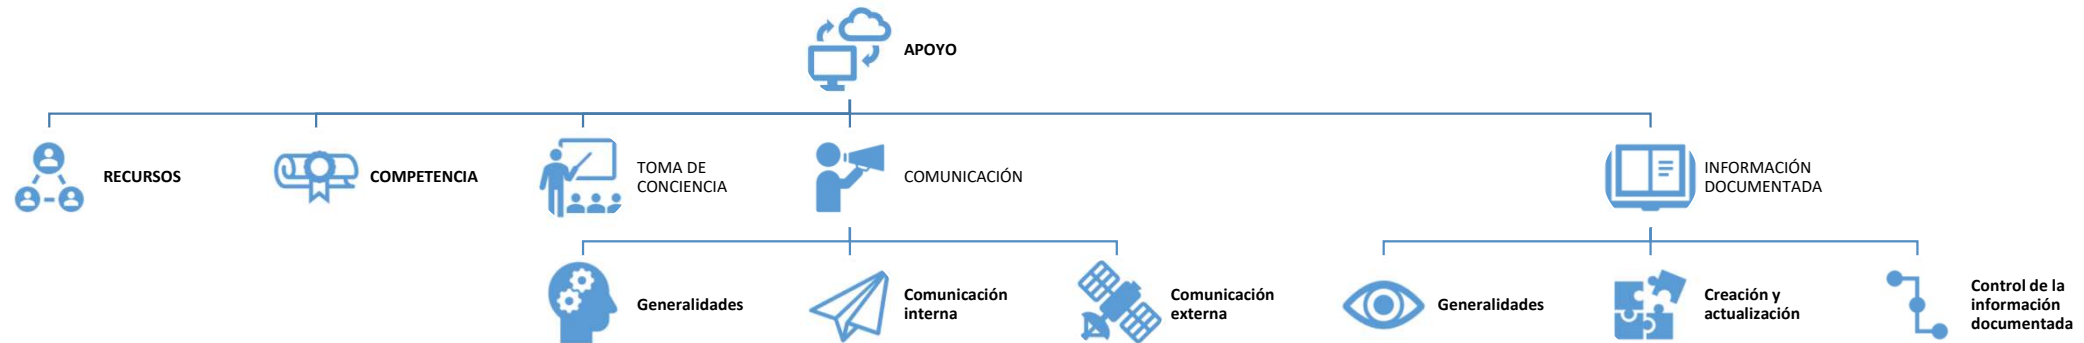 APOYO
RECURSOS
COMPETENCIA
TOMA DE
CONCIENCIA
COMUNICACIÓN
INFORMACIÓN
DOCUMENTADA
Generalidades
Comunicación
interna
Comunicación
externa
Generalidades
Creación y
actualización
Control de la
información
documentada